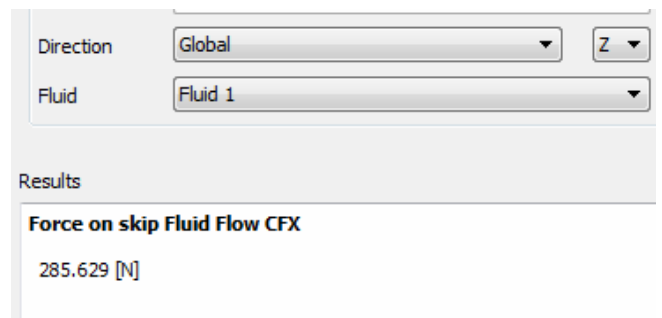 Direction Global Z
Fluid Fluid 1
Results
Force on skip Fluid Flow CFX
285.629 [N]